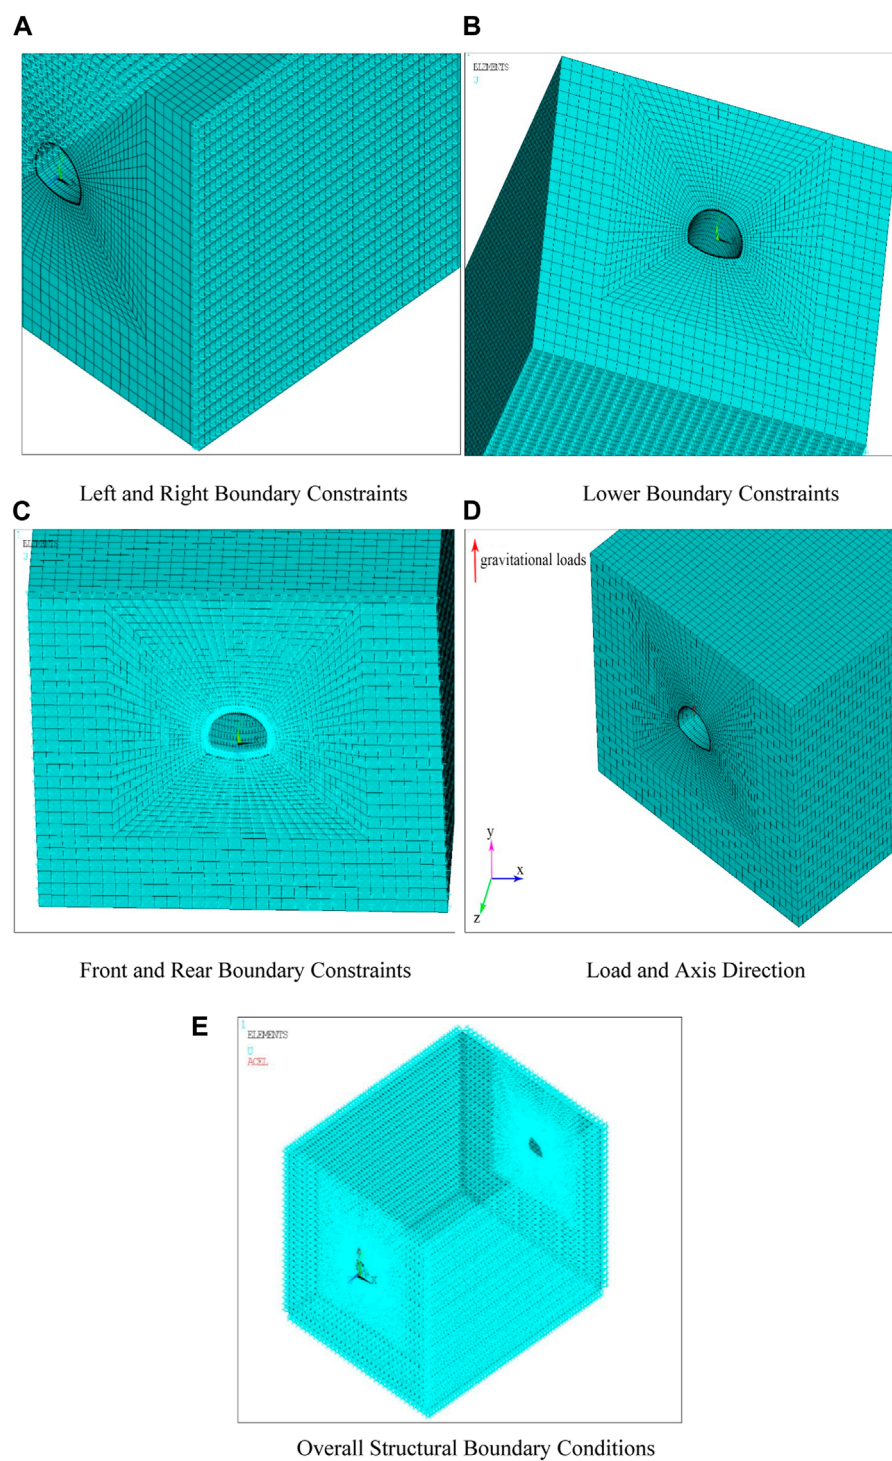 A
B
ELEMENTS
U
Left and Right Boundary Constraints
Lower Boundary Constraints
C
D
ELEMENTS
U
gravitational loads
y
x
z
Front and Rear Boundary Constraints
Load and Axis Direction
E
1
ELEMENTS
U
ACEL
Overall Structural Boundary Conditions